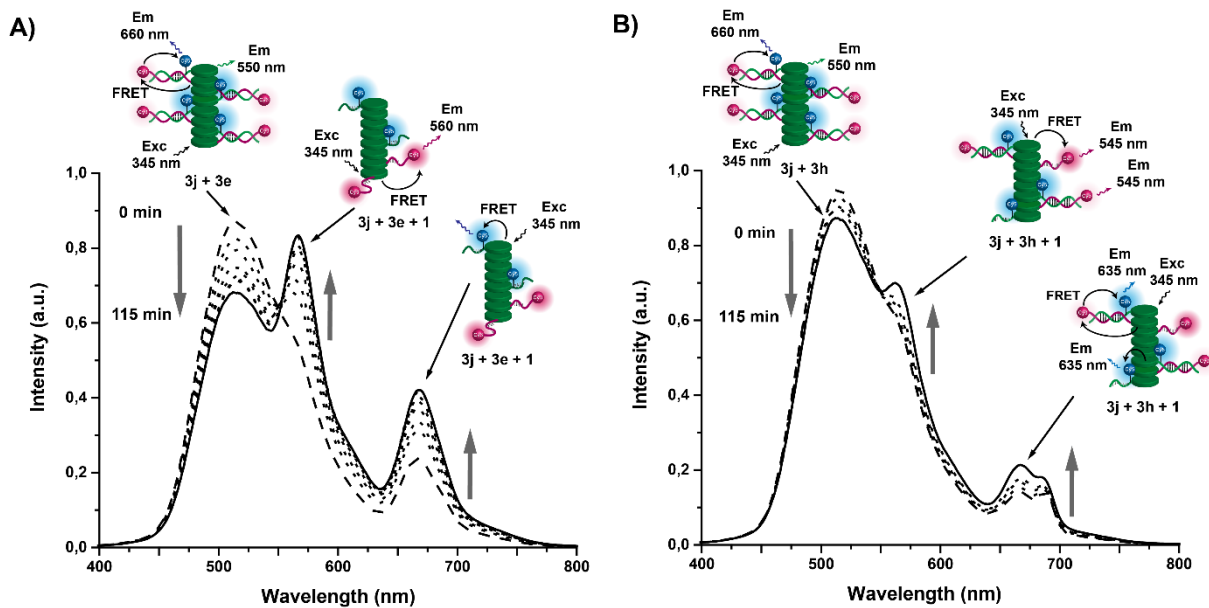 A)
Em
660 nm
Em
550 nm
FRET
Exc
345 nm
3j + 3e
Exc
345 nm
Em
560 nm
FRET
3j + 3e + 1
FRET
Exc
345 nm
3j + 3e + 1
0 min
115 min
Intensity (a.u.)
1,0
0,8
0,6
0,4
0,2
0,0
400 500 600 700 800
Wavelength (nm)
B)
Em
660 nm
Em
550 nm
FRET
Exc
345 nm
3j + 3h
Exc
345 nm
FRET
Em
545 nm
Em
545 nm
3j + 3h + 1
Em
635 nm
Exc
345 nm
FRET
Em
635 nm
3j + 3h + 1
0 min
115 min
Intensity (a.u.)
1,0
0,8
0,6
0,4
0,2
0,0
400 500 600 700 800
Wavelength (nm)